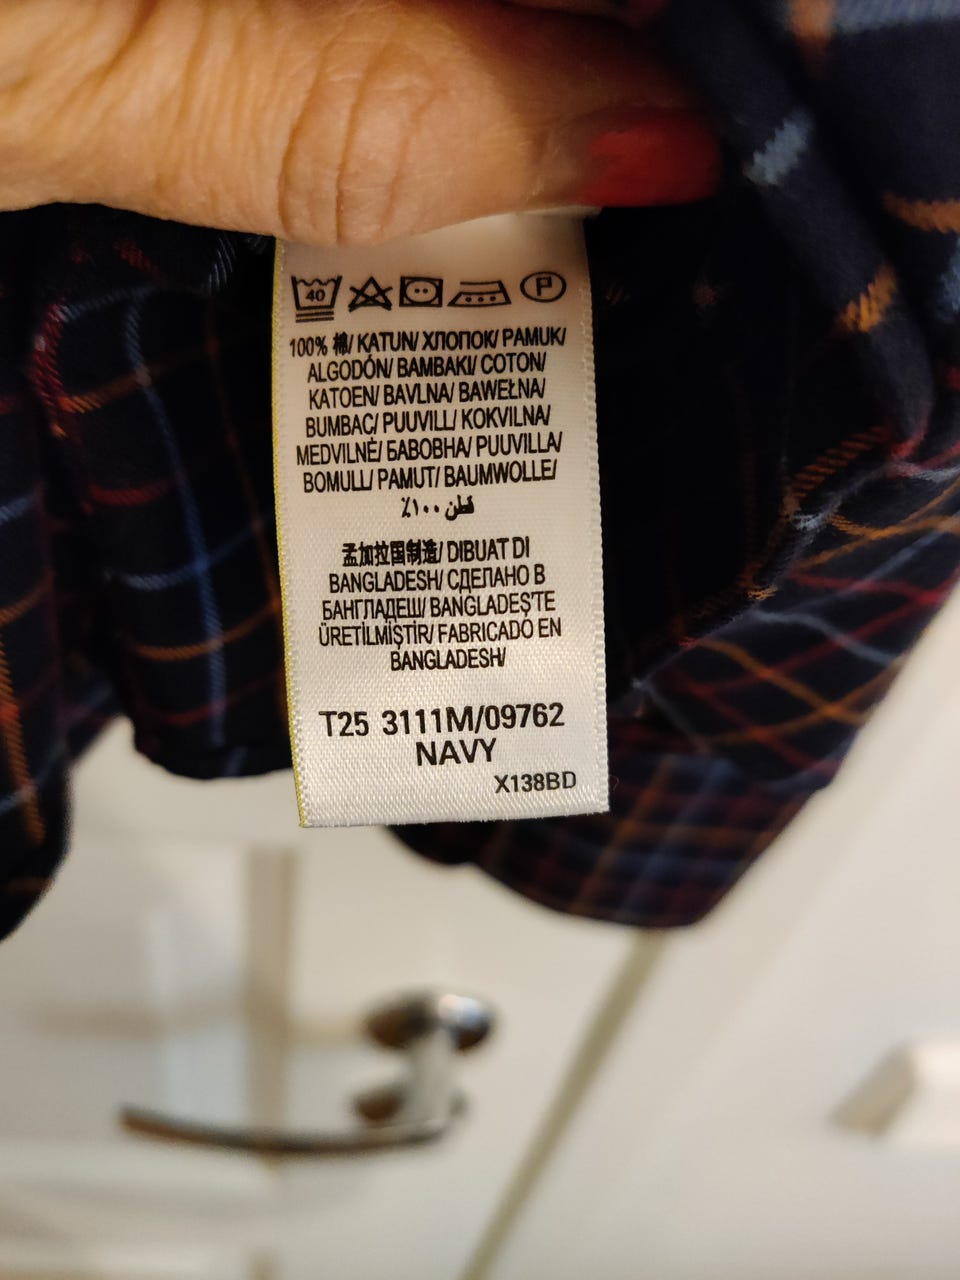 40
P
100% 棉/ KATUN/ ХЛОПОК/ PAMUK/
ALGODÓN/ BAMBAKI/ COTON/
KATOEN/ BAVLNA/ BAWEŁNA/
BUMBAC/ PUUVILL/ KOKVILNA/
MEDVILNĖ/ БАВОВНА/ PUUVILLA/
BOMULL/ PAMUT/ BAUMWOLLE/
قطن ١٠٠٪
孟加拉国制造/ DIBUAT DI
BANGLADESH/ СДЕЛАНО В
БАНГЛАДЕШ/ BANGLADEŞ'TE
ÜRETİLMİŞTİR/ FABRICADO EN
BANGLADESH/
T25 3111M/09762
NAVY
X138BD